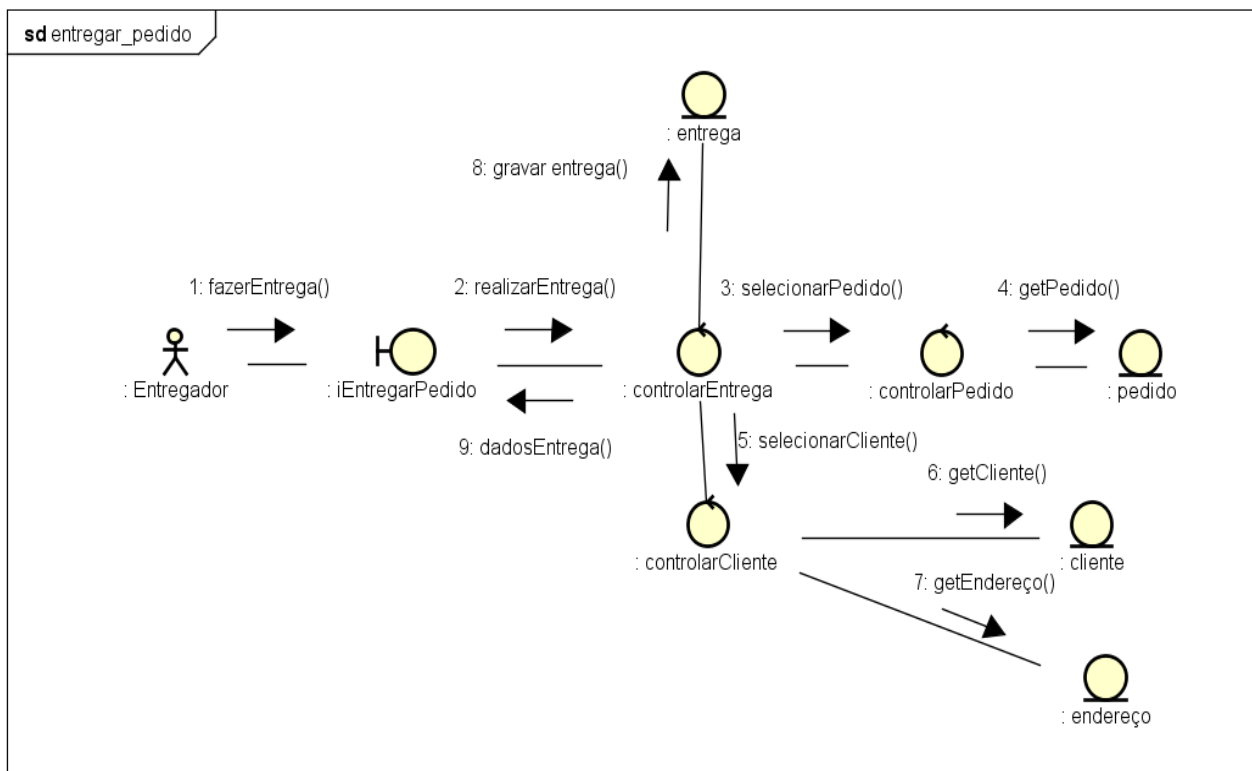 sd entregar_pedido
: entrega
8: gravar entrega()
1: fazerEntrega()
2: realizarEntrega()
3: selecionarPedido()
4: getPedido()
: Entregador
: iEntregarPedido
: controlarEntrega
: controlarPedido
: pedido
9: dadosEntrega()
5: selecionarCliente()
6: getCliente()
: controlarCliente
: cliente
7: getEndereço()
: endereço